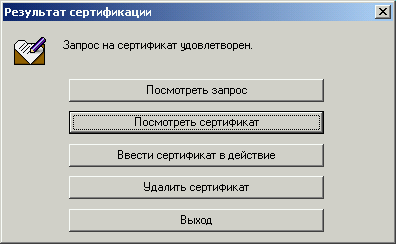 Результат сертификации
Запрос на сертификат удовлетворен.
Посмотреть запрос
Посмотреть сертификат
Ввести сертификат в действие
Удалить сертификат
Выход